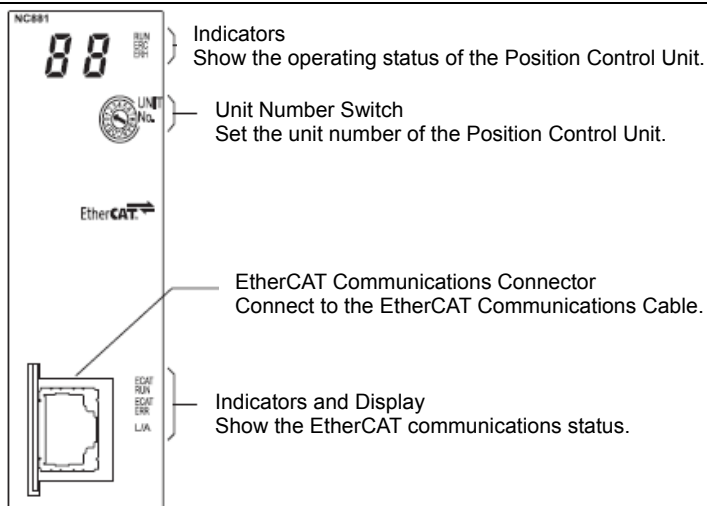 NC881
88
RUN
ERC
ERH
Indicators
Show the operating status of the Position Control Unit.
UNIT
No.
Unit Number Switch
Set the unit number of the Position Control Unit.
EtherCAT
EtherCAT Communications Connector
Connect to the EtherCAT Communications Cable.
ECAT
RUN
ECAT
ERR
L/A
Indicators and Display
Show the EtherCAT communications status.